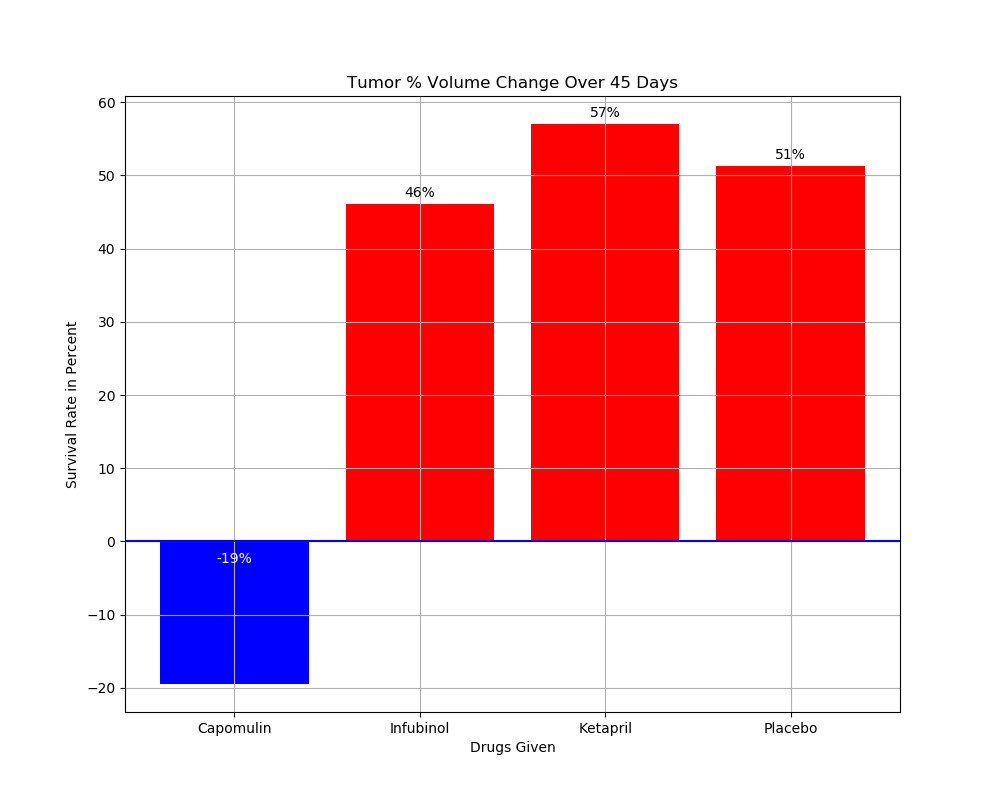 Tumor % Volume Change Over 45 Days
60
50
40
30
20
10
0
−10
−20
Survival Rate in Percent
57%
51%
46%
-19%
Capomulin
Infubinol
Ketapril
Placebo
Drugs Given